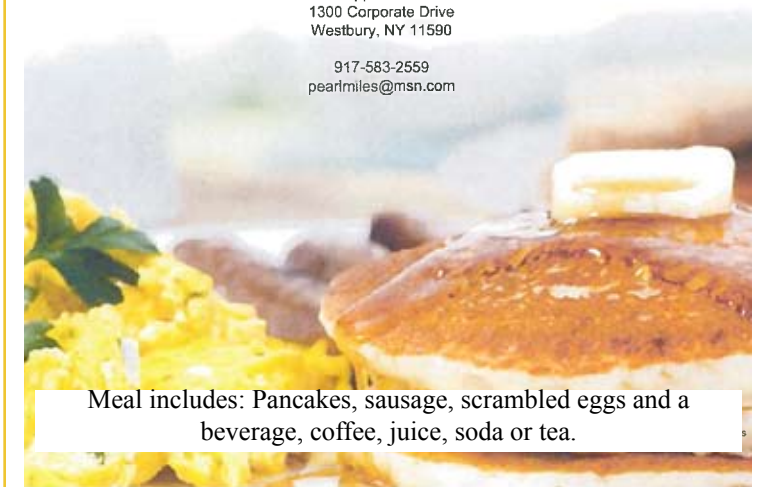 1300 Corporate Drive
Westbury, NY 11590
917-583-2559
pearlmiles@msn.com
Meal includes: Pancakes, sausage, scrambled eggs and a
beverage, coffee, juice, soda or tea.